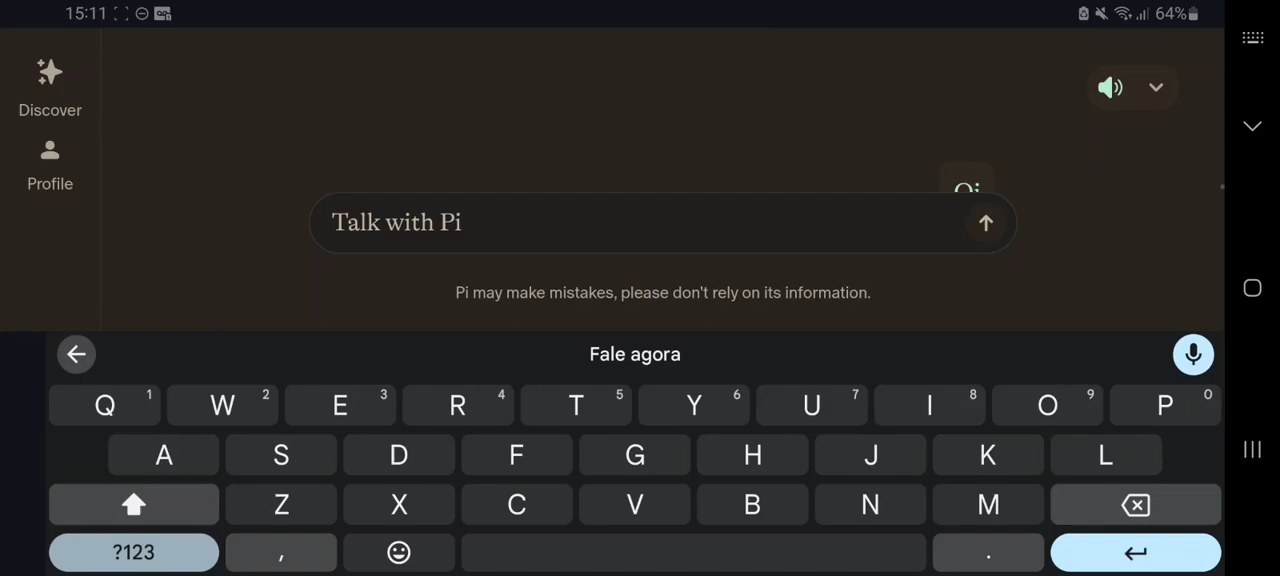 15:11 64%
Discover
Profile
Oi
Talk with Pi
Pi may make mistakes, please don't rely on its information.
Fale agora
Q 1 W 2 E 3 R 4 T 5 Y 6 U 7 I 8 O 9 P 0
A S D F G H J K L
Z X C V B N M
?123 , .